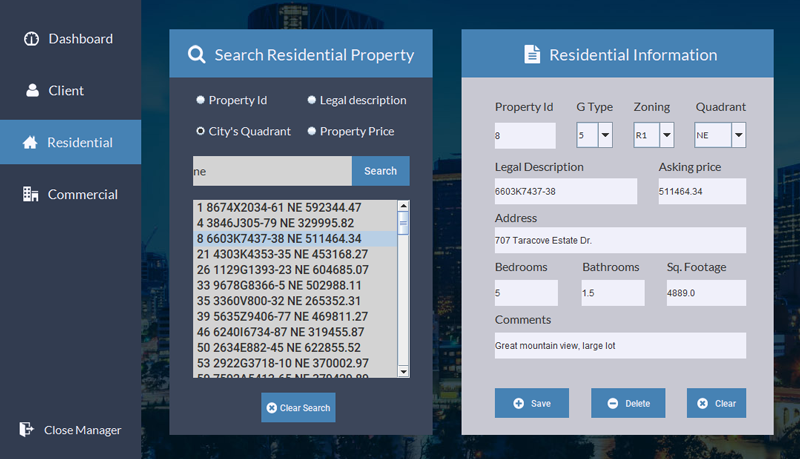 Dashboard
Client
Residential
Commercial
Close Manager
Search Residential Property
Property Id
Legal description
City's Quadrant
Property Price
ne
Search
1 8674X2034-61 NE 592344.47
4 3846J305-79 NE 329995.82
8 6603K7437-38 NE 511464.34
21 4303K4353-35 NE 453168.27
26 1129G1393-23 NE 604685.07
33 9678G8366-5 NE 502988.11
35 3360V800-32 NE 265352.31
39 5635Z9406-77 NE 469811.27
46 6240I6734-87 NE 319455.87
50 2634E882-45 NE 622855.52
53 2922G3718-10 NE 370002.97
Clear Search
Residential Information
Property Id G Type Zoning Quadrant
8 5 R1 NE
Legal Description Asking price
6603K7437-38 511464.34
Address
707 Taracove Estate Dr.
Bedrooms Bathrooms Sq. Footage
5 1.5 4889.0
Comments
Great mountain view, large lot
Save Delete Clear